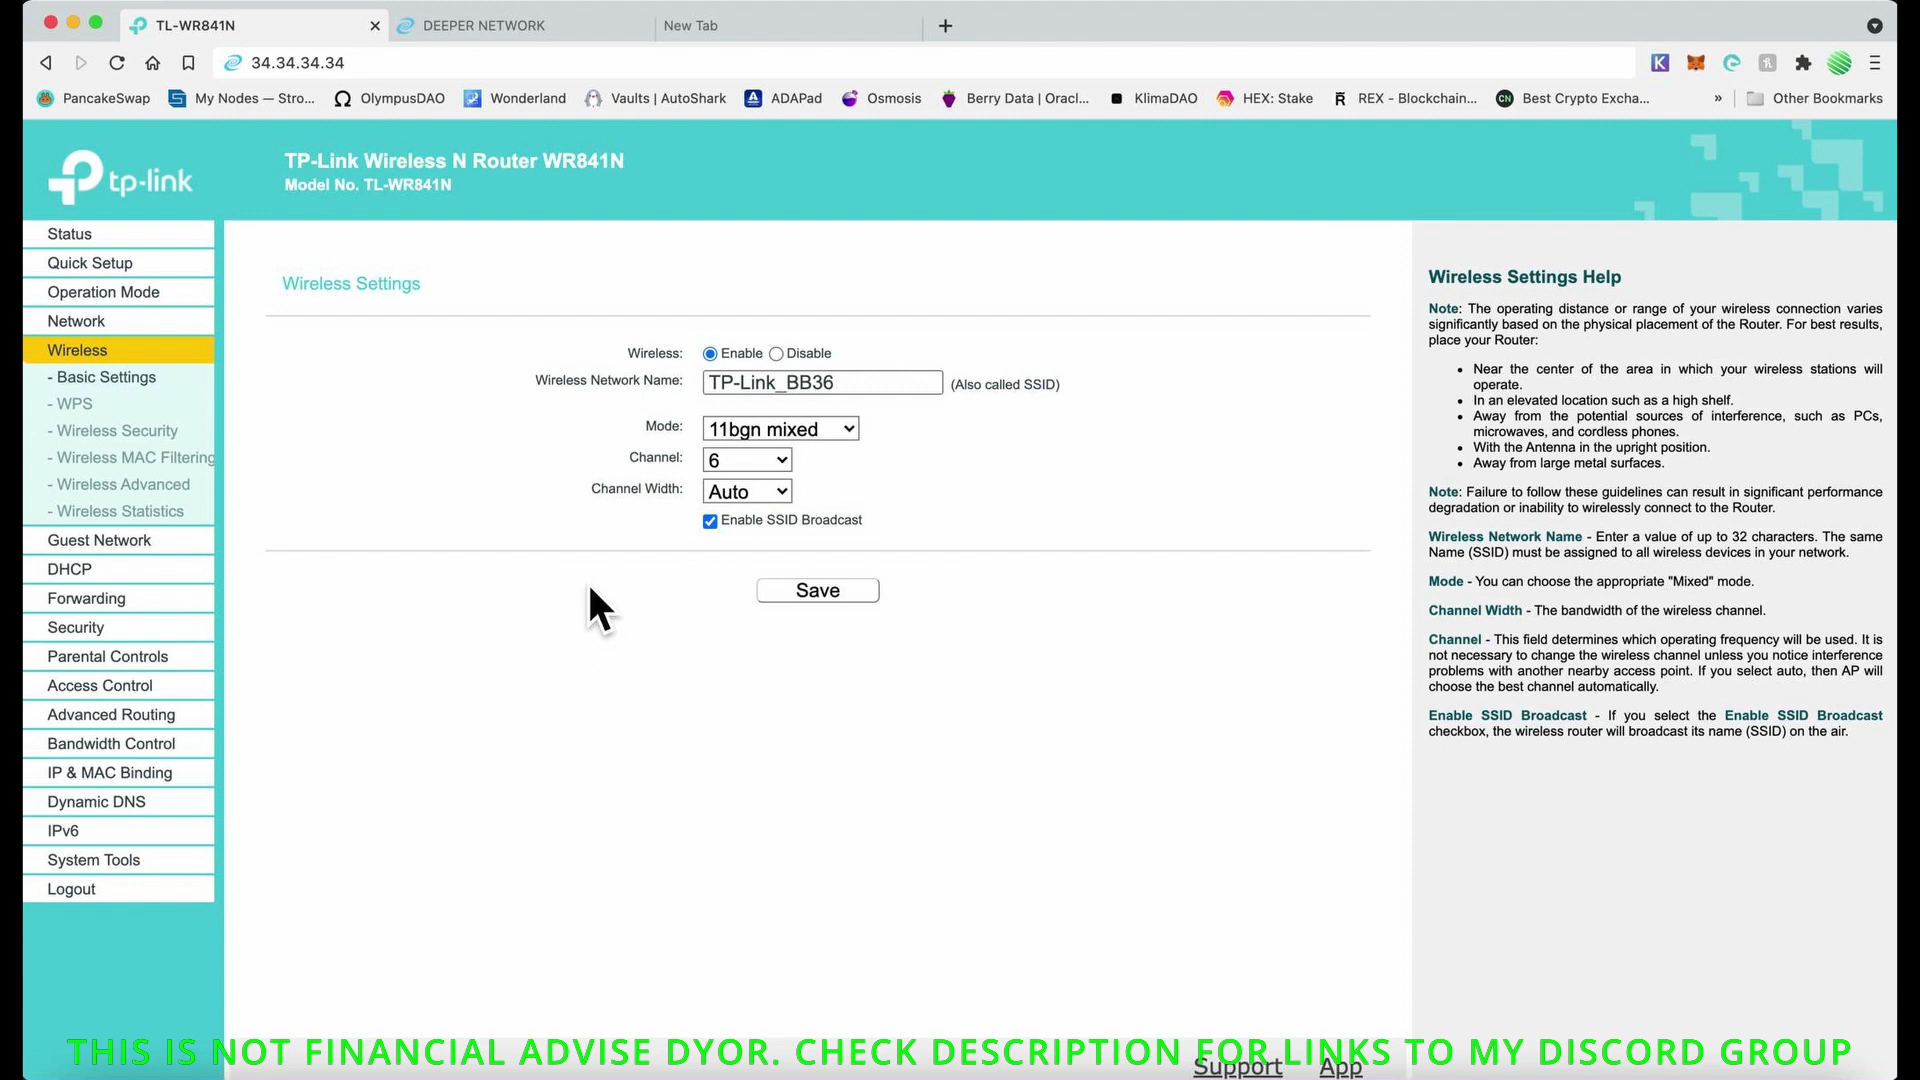 TL-WR841N
DEEPER NETWORK
New Tab
34.34.34.34
PancakeSwap
My Nodes — Stro...
OlympusDAO
Wonderland
Vaults | AutoShark
ADAPad
Osmosis
Berry Data | Oracl...
KlimaDAO
HEX: Stake
REX - Blockchain...
Best Crypto Excha...
»
Other Bookmarks
tp-link
TP-Link Wireless N Router WR841N
Model No. TL-WR841N
Status
Quick Setup
Operation Mode
Network
Wireless
- Basic Settings
- WPS
- Wireless Security
- Wireless MAC Filtering
- Wireless Advanced
- Wireless Statistics
Guest Network
DHCP
Forwarding
Security
Parental Controls
Access Control
Advanced Routing
Bandwidth Control
IP & MAC Binding
Dynamic DNS
IPv6
System Tools
Logout
Wireless Settings
Wireless: Enable Disable
Wireless Network Name: TP-Link_BB36 (Also called SSID)
Mode: 11bgn mixed
Channel: 6
Channel Width: Auto
Enable SSID Broadcast
Save
Wireless Settings Help
Note: The operating distance or range of your wireless connection varies
significantly based on the physical placement of the Router. For best results,
place your Router:
• Near the center of the area in which your wireless stations will
operate.
• In an elevated location such as a high shelf.
• Away from the potential sources of interference, such as PCs,
microwaves, and cordless phones.
• With the Antenna in the upright position.
• Away from large metal surfaces.
Note: Failure to follow these guidelines can result in significant performance
degradation or inability to wirelessly connect to the Router.
Wireless Network Name - Enter a value of up to 32 characters. The same
Name (SSID) must be assigned to all wireless devices in your network.
Mode - You can choose the appropriate "Mixed" mode.
Channel Width - The bandwidth of the wireless channel.
Channel - This field determines which operating frequency will be used. It is
not necessary to change the wireless channel unless you notice interference
problems with another nearby access point. If you select auto, then AP will
choose the best channel automatically.
Enable SSID Broadcast - If you select the Enable SSID Broadcast
checkbox, the wireless router will broadcast its name (SSID) on the air.
THIS IS NOT FINANCIAL ADVISE DYOR. CHECK DESCRIPTION FOR LINKS TO MY DISCORD GROUP
Support App